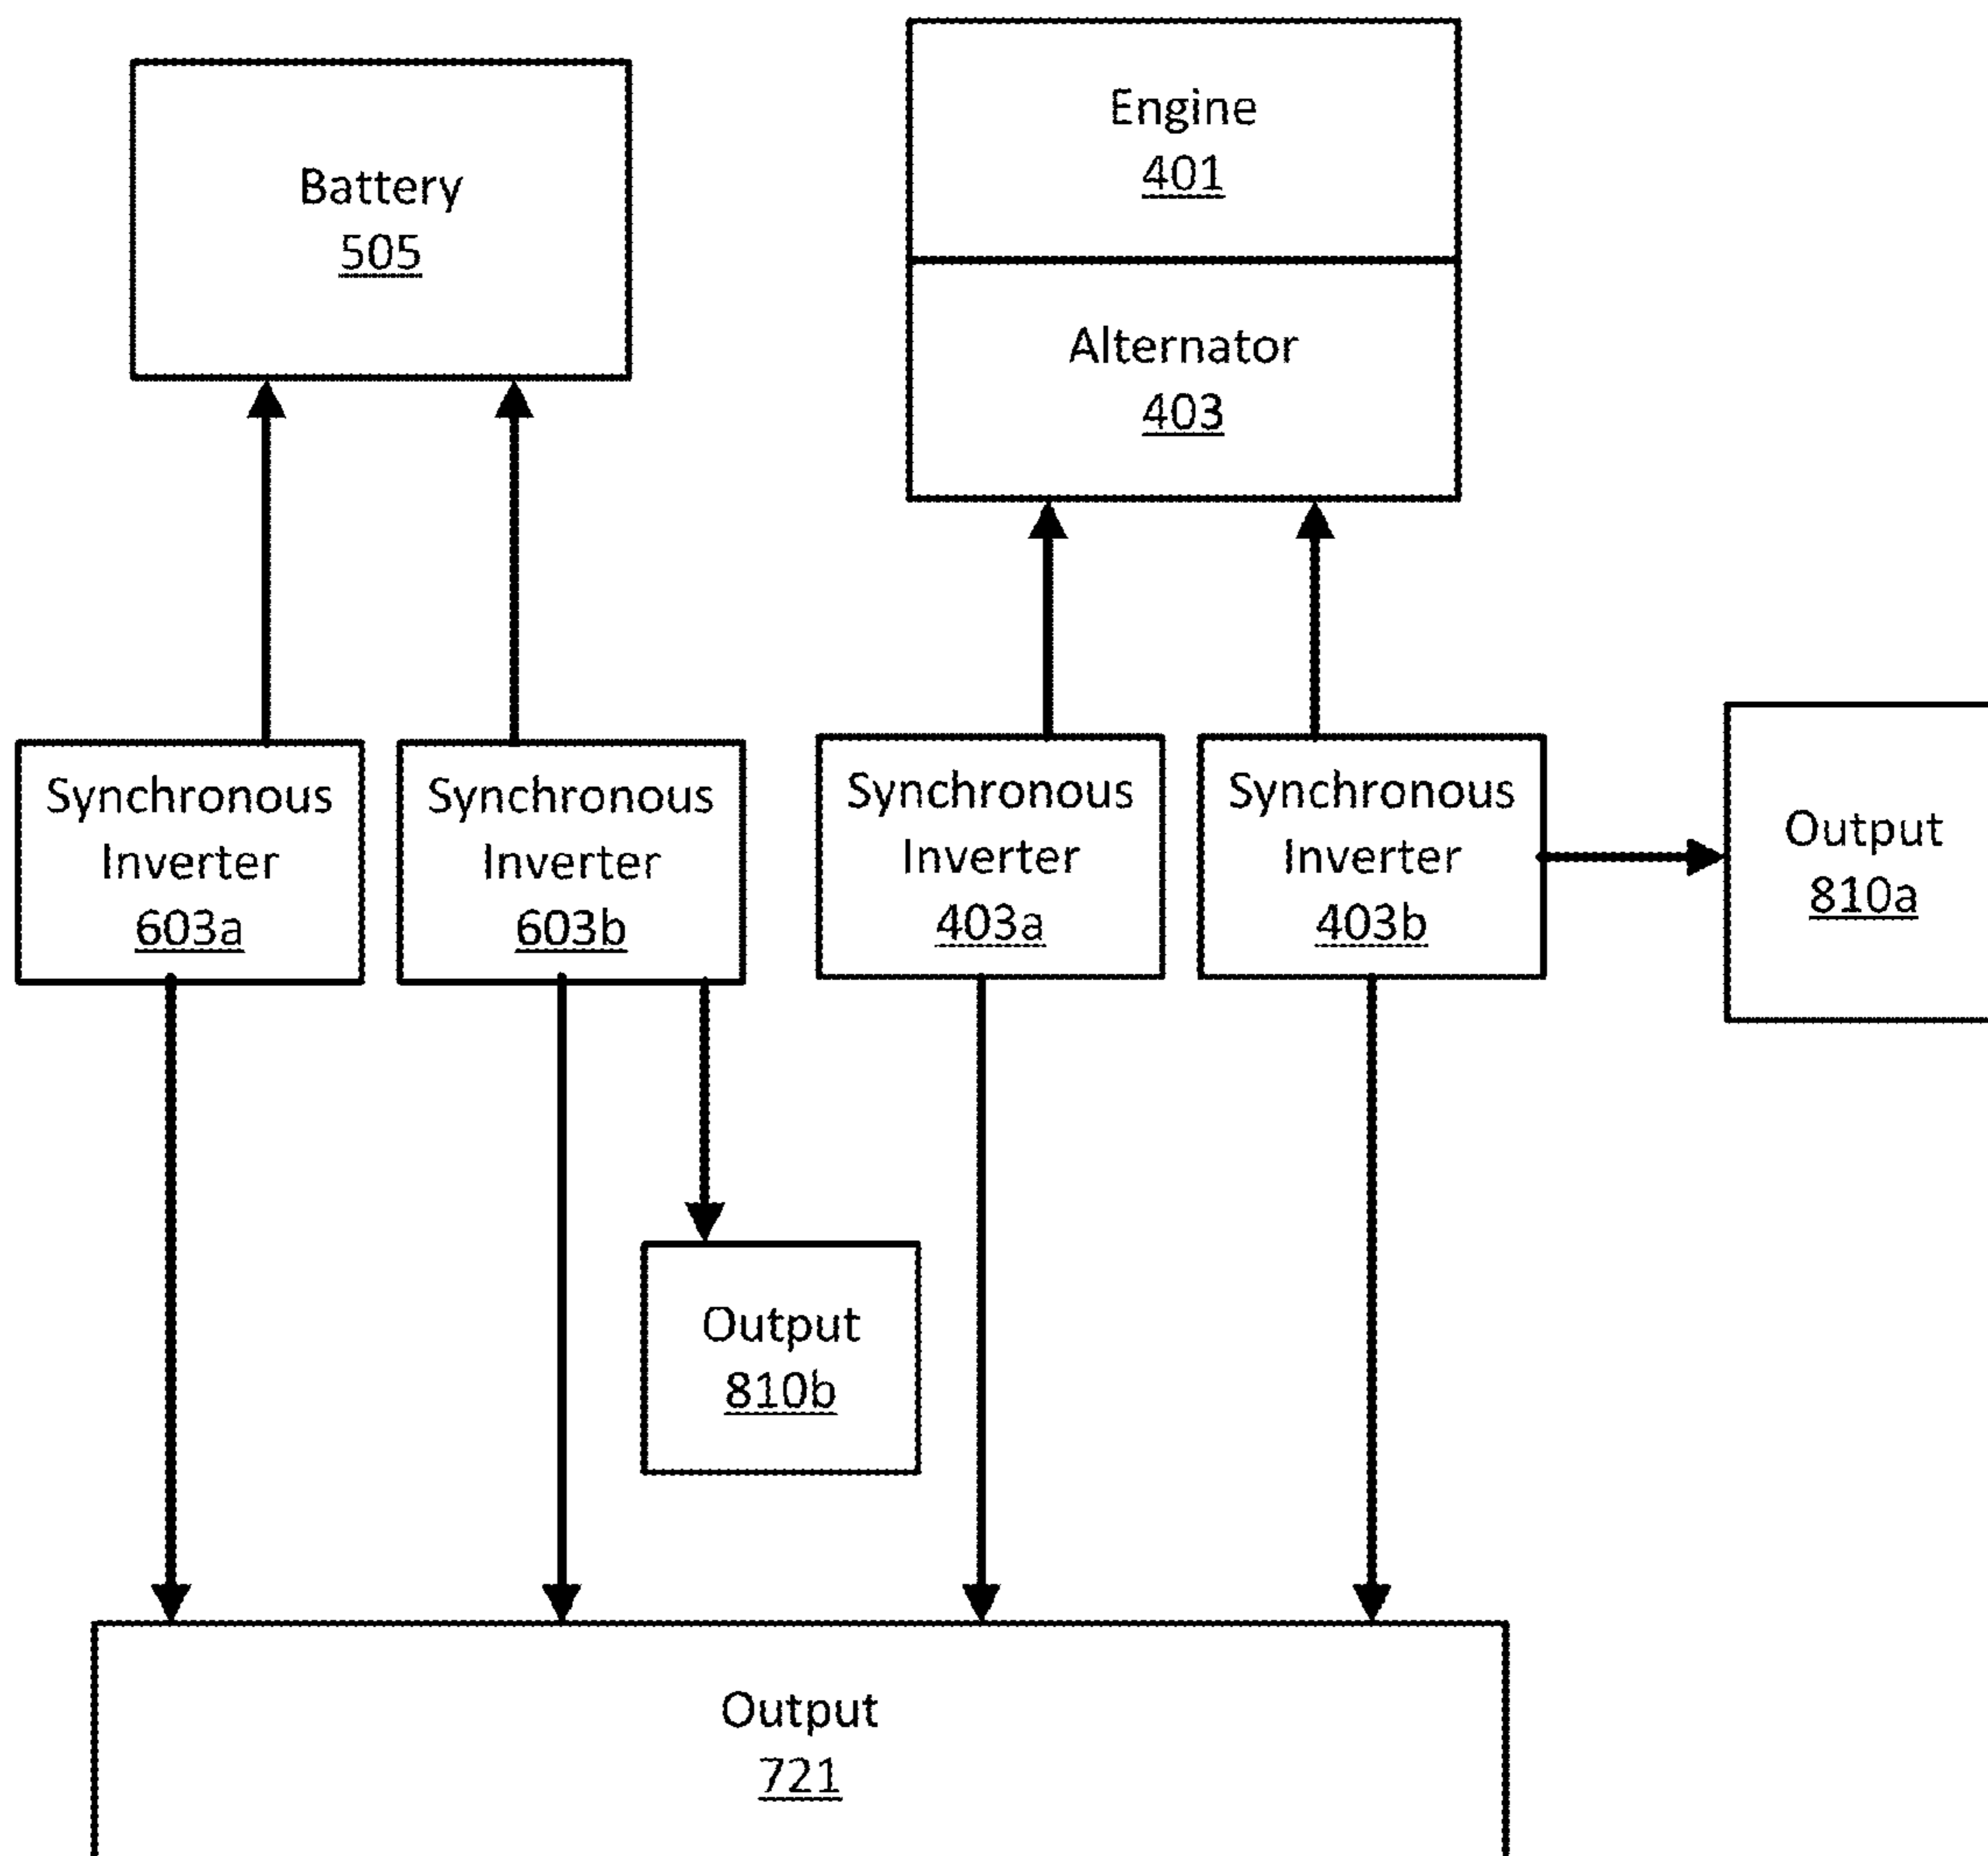 Engine
401
Battery
505
Alternator
403
Synchronous
Inverter
603a
Synchronous
Inverter
603b
Synchronous
Inverter
403a
Synchronous
Inverter
403b
Output
810a
Output
810b
Output
721